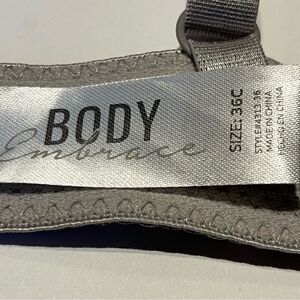 BODY
Embrace
SIZE: 36C
STYLE#4313-36
MADE IN CHINA
HECHO EN CHINA